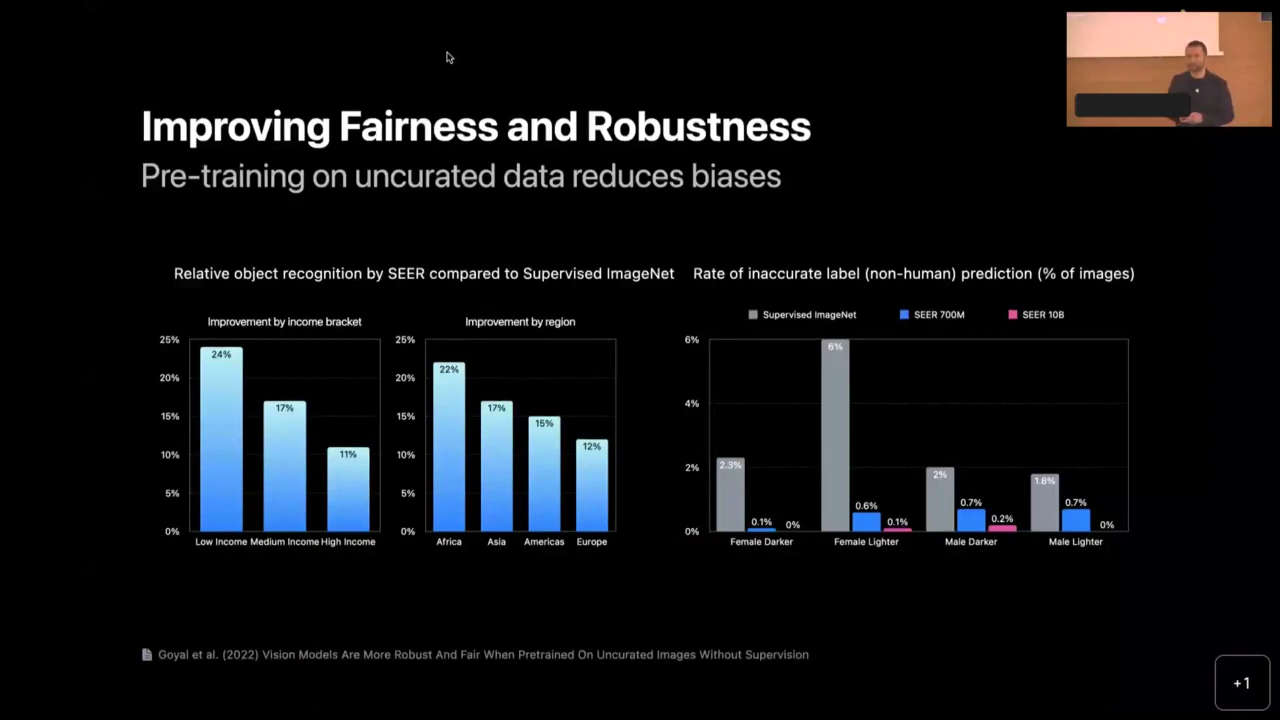 Improving Fairness and Robustness
Pre-training on uncurated data reduces biases
Relative object recognition by SEER compared to Supervised ImageNet
Improvement by income bracket
25%
20%
15%
10%
5%
0%
24%
17%
11%
Low Income Medium Income High Income
Improvement by region
25%
20%
15%
10%
5%
0%
22%
17%
15%
12%
Africa Asia Americas Europe
Rate of inaccurate label (non-human) prediction (% of images)
Supervised ImageNet SEER 700M SEER 10B
6%
4%
2%
0%
2.3% 0.1% 0%
6% 0.6% 0.1%
2% 0.7% 0.2%
1.8% 0.7% 0%
Female Darker Female Lighter Male Darker Male Lighter
Goyal et al. (2022) Vision Models Are More Robust And Fair When Pretrained On Uncurated Images Without Supervision
+1